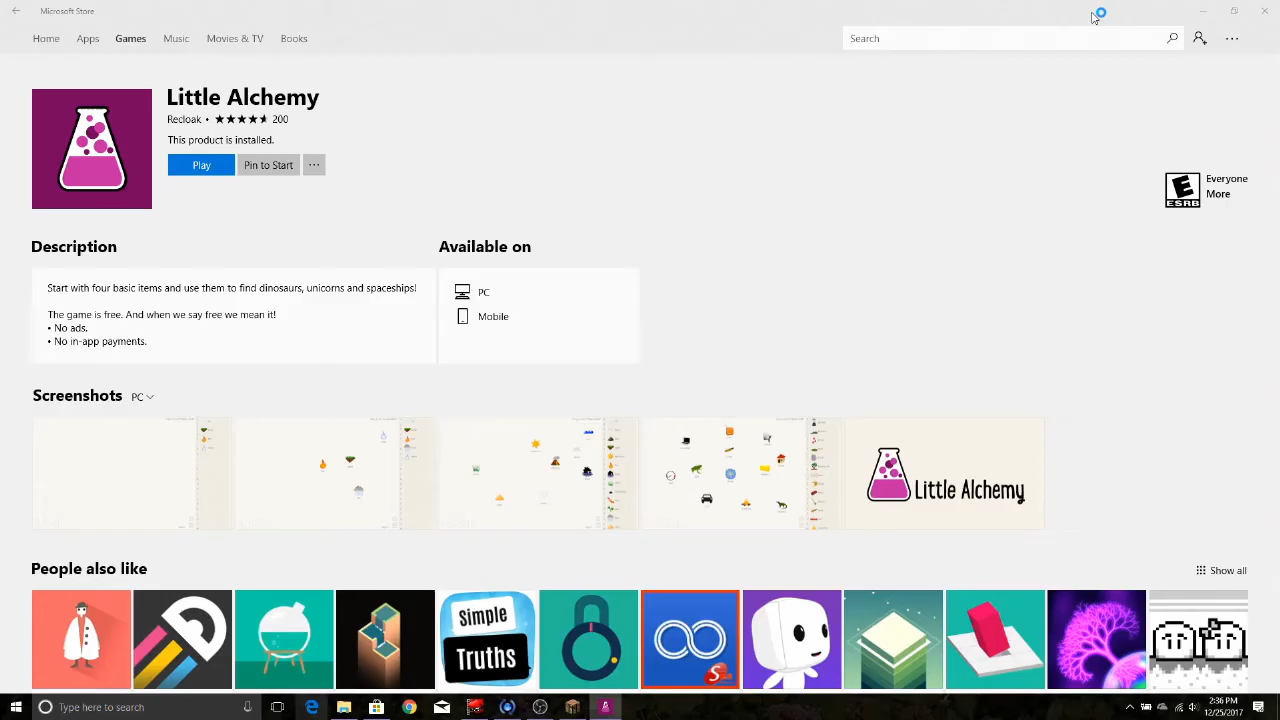 Microsoft Store
Home Apps Games Music Movies & TV Books
Search
Little Alchemy
Recloak • 200
This product is installed.
Play Pin to Start ...
E
ESRB
Everyone
More
Description
Start with four basic items and use them to find dinosaurs, unicorns and spaceships!
The game is free. And when we say free we mean it!
• No ads.
• No in-app payments.
Available on
PC
Mobile
Screenshots PC
Little Alchemy
People also like
Show all
Simple
Truths
S
Type here to search
2:36 PM
12/25/2017